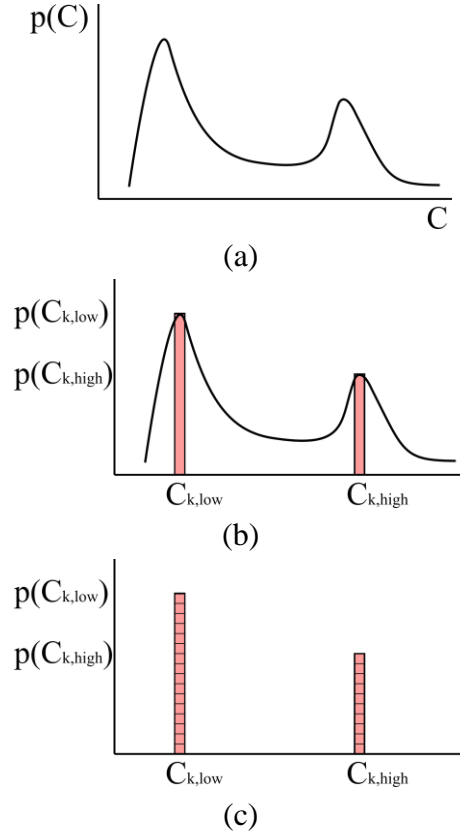 p(C)
C
(a)
p(Ck,low)
p(Ck,high)
Ck,low Ck,high
(b)
p(Ck,low)
p(Ck,high)
Ck,low Ck,high
(c)